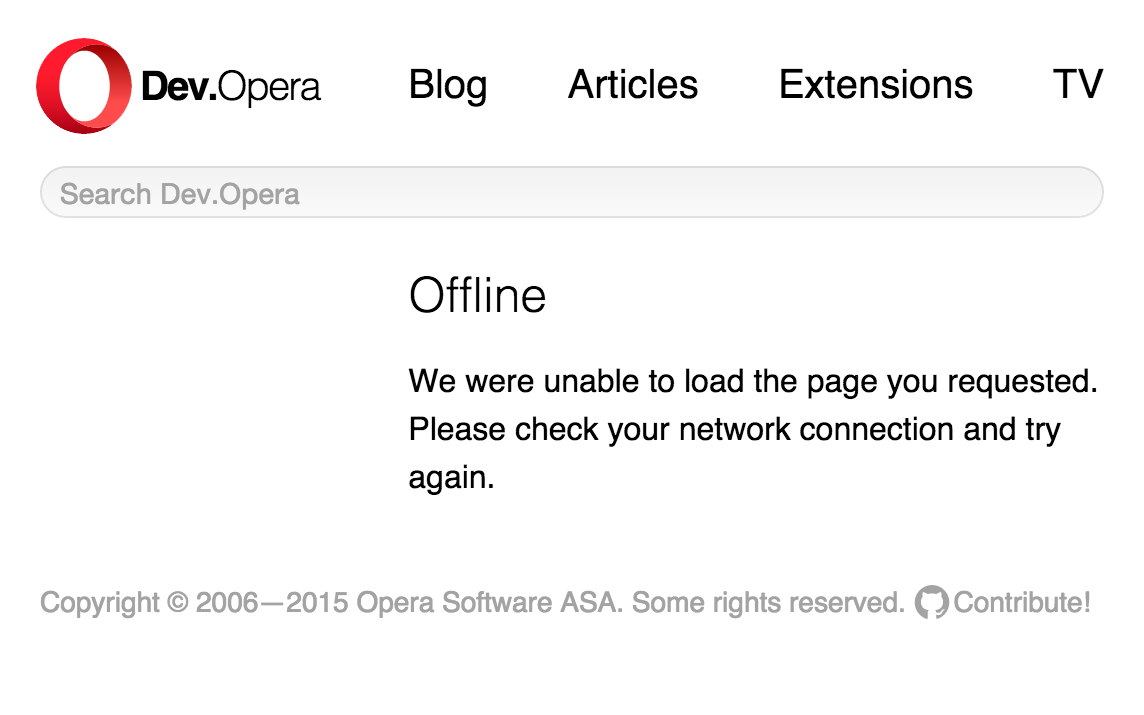 Dev.Opera Blog Articles Extensions TV
Search Dev.Opera
Offline
We were unable to load the page you requested.
Please check your network connection and try
again.
Copyright © 2006—2015 Opera Software ASA. Some rights reserved. Contribute!